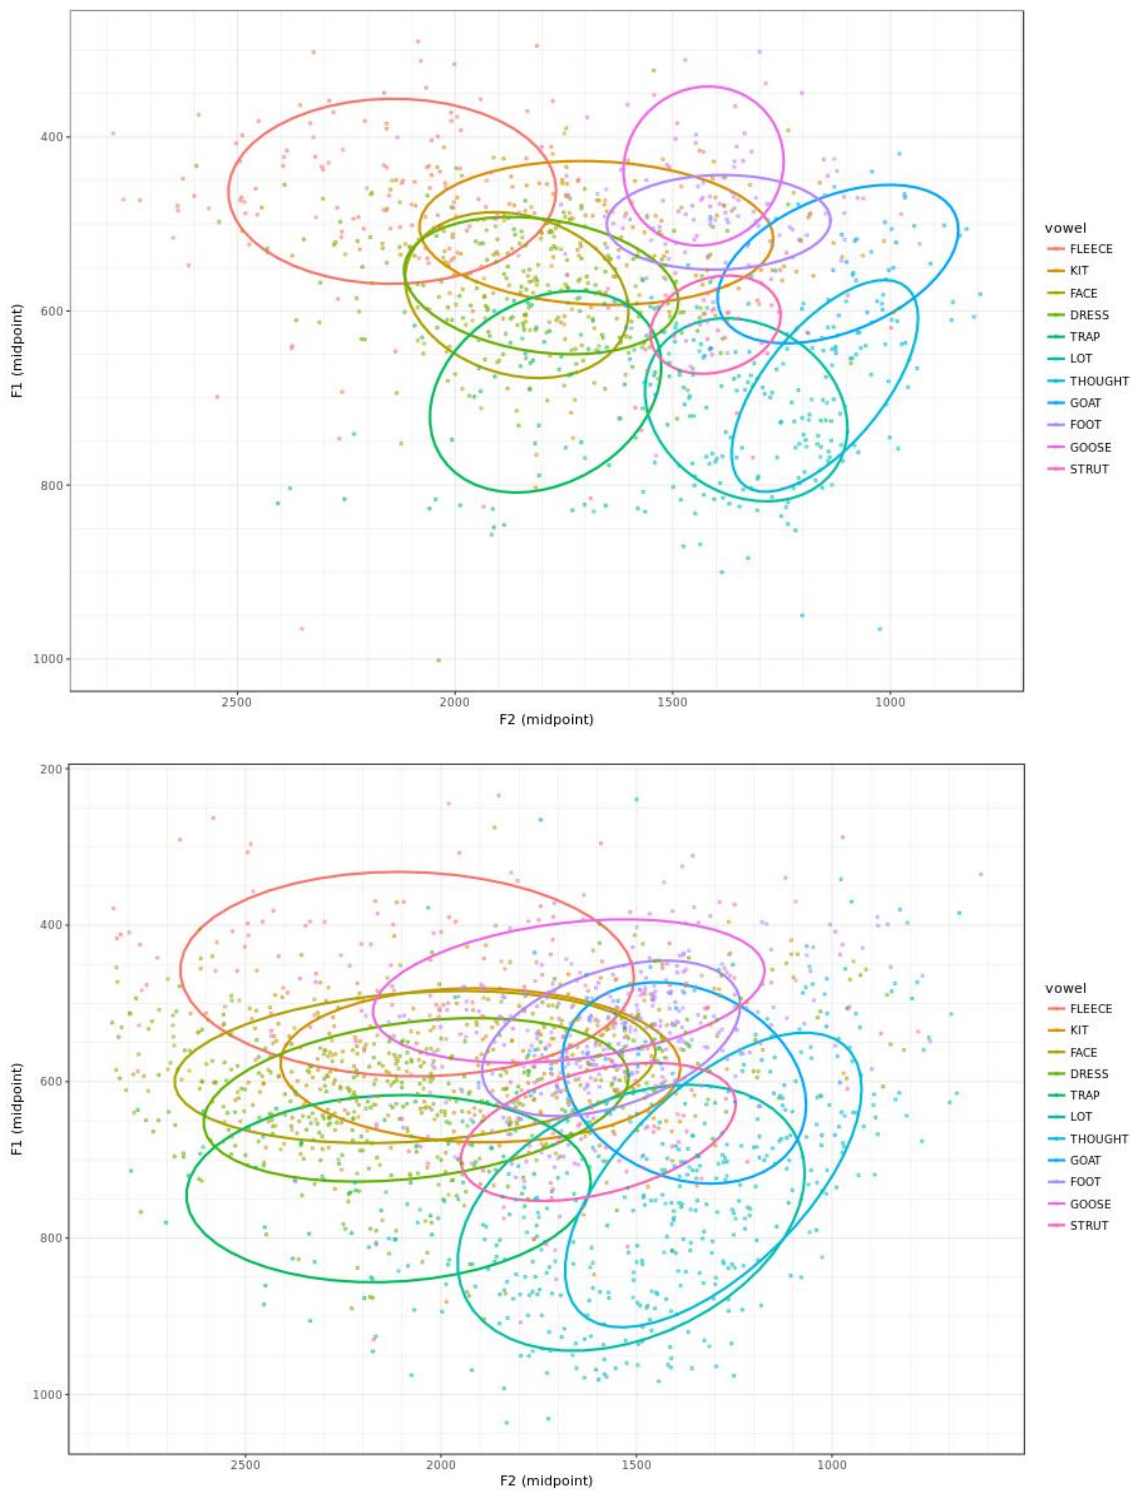 400
600
800
1000
F1 (midpoint)
2500 2000 1500 1000
F2 (midpoint)
vowel
FLEECE
KIT
FACE
DRESS
TRAP
LOT
THOUGHT
GOAT
FOOT
GOOSE
STRUT
200
400
600
800
1000
F1 (midpoint)
2500 2000 1500 1000
F2 (midpoint)
vowel
FLEECE
KIT
FACE
DRESS
TRAP
LOT
THOUGHT
GOAT
FOOT
GOOSE
STRUT